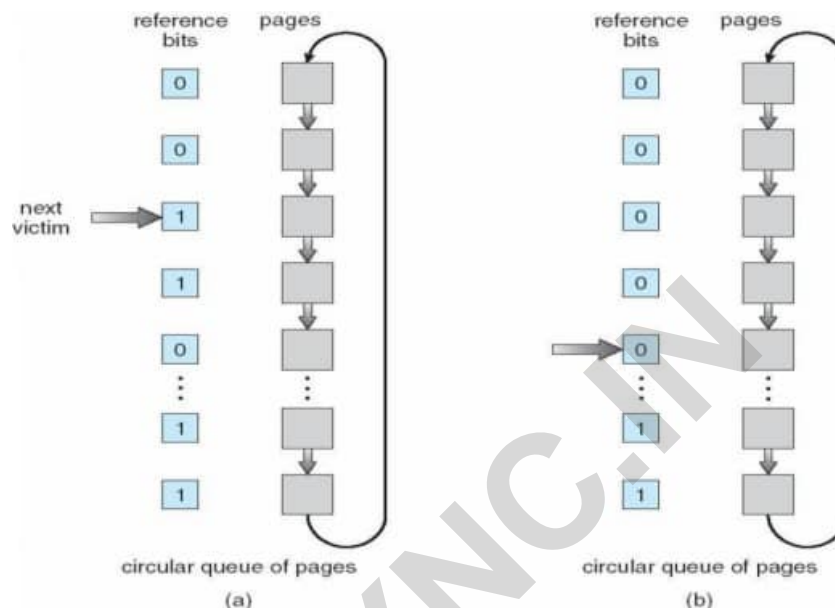 reference bits pages
0
0
next victim
1
1
0
1
1
circular queue of pages
(a)
reference bits pages
0
0
0
0
0
1
1
circular queue of pages
(b)